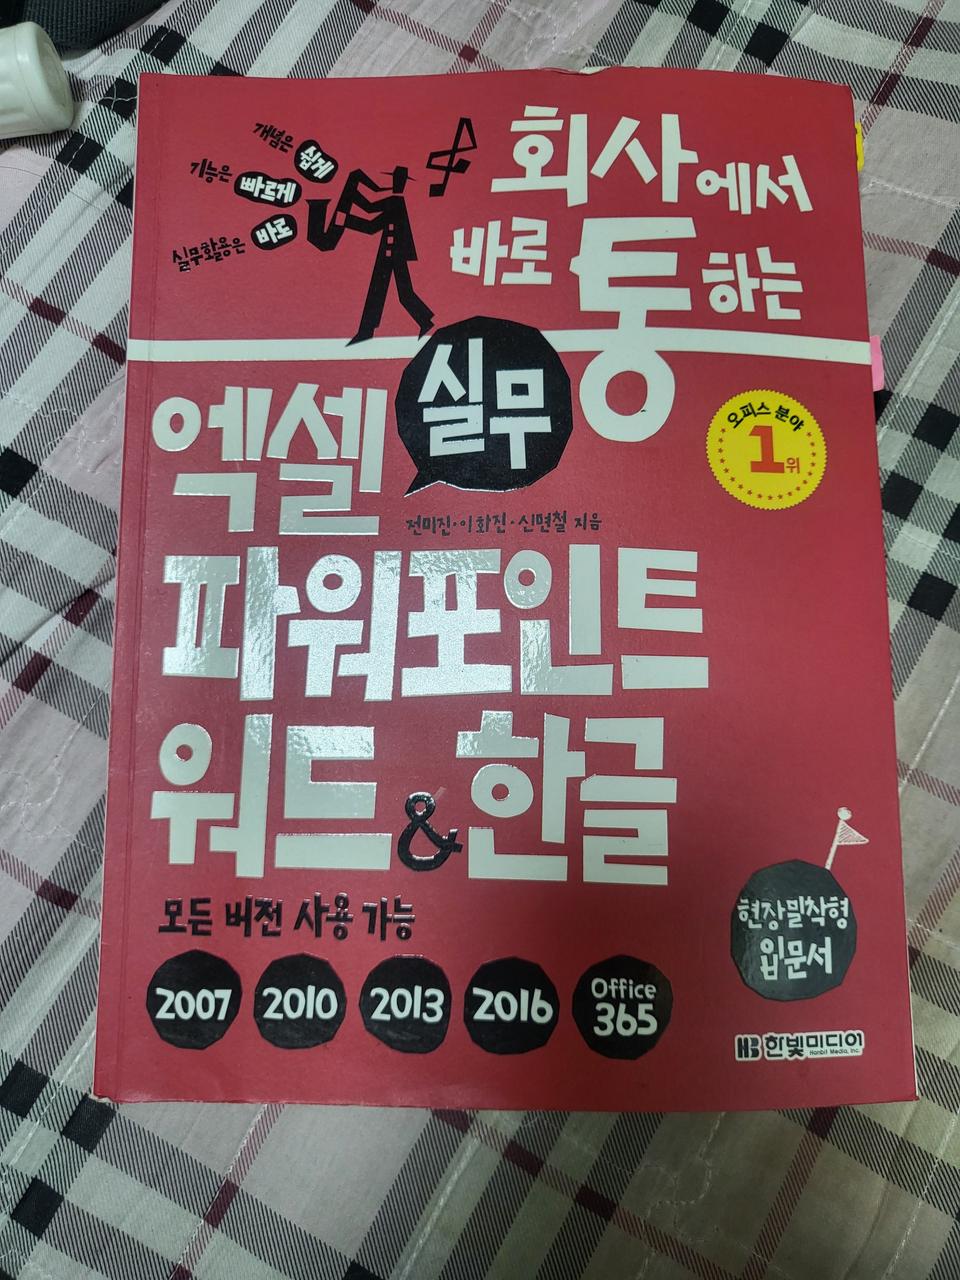 개념은 쉽게
기능은 빠르게
실무활용은 바로
회사에서
바로 통하는
실무
엑셀
오피스 분야
1위
전미진·이화진·신면철 지음
파워포인트
워드&한글
모든 버전 사용 가능
2007 2010 2013 2016 Office 365
현장밀착형
입문서
HB 한빛미디어
Hanbit Media, Inc.